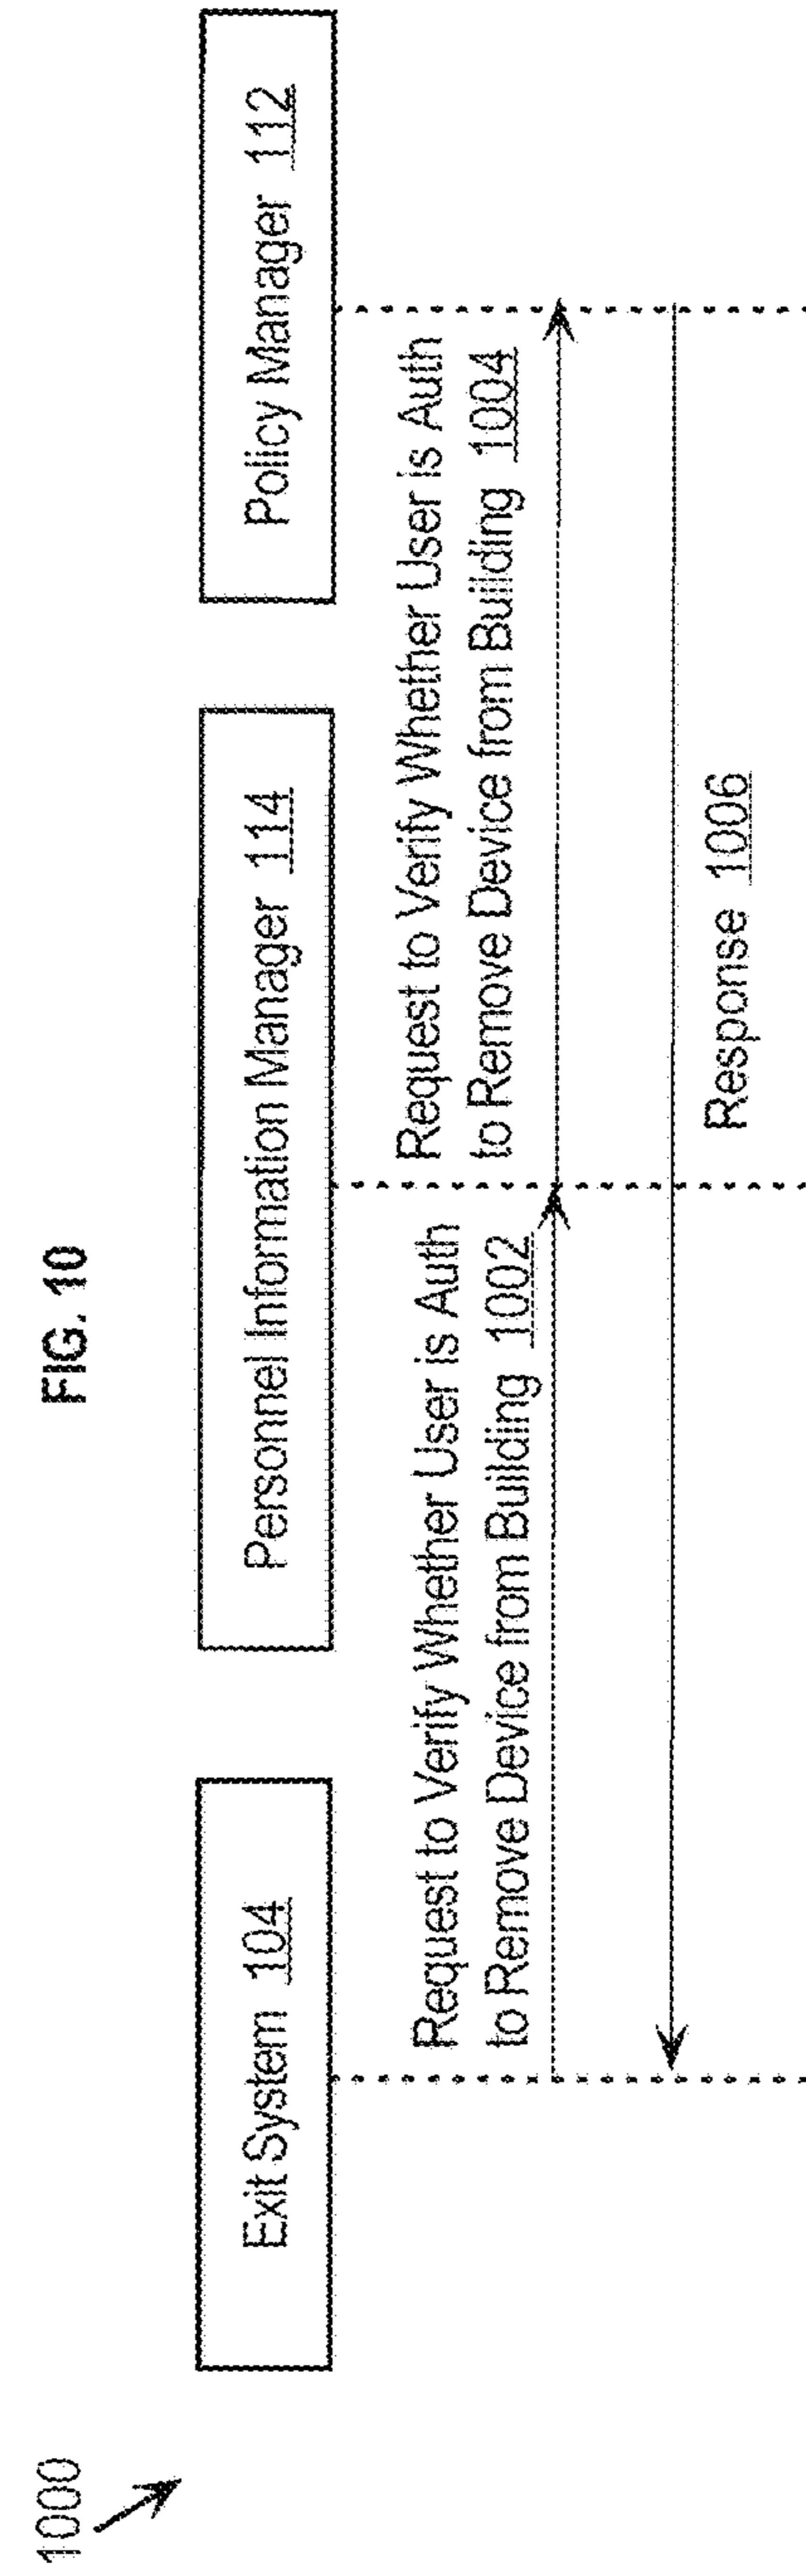 FIG. 10
1000
Exit System 104
Personnel Information Manager 114
Policy Manager 112
Request to Verify Whether User is Auth
to Remove Device from Building 1002
Request to Verify Whether User is Auth
to Remove Device from Building 1004
Response 1006